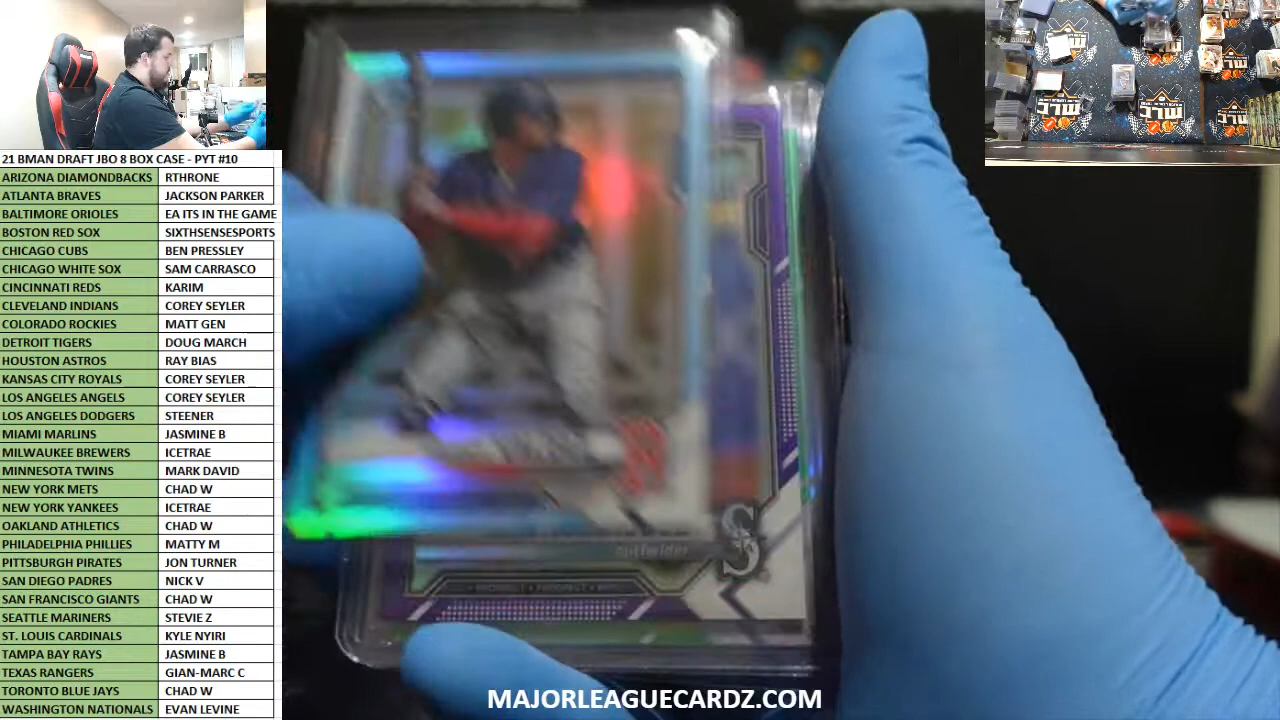 21 BMAN DRAFT JBO 8 BOX CASE - PYT #10
ARIZONA DIAMONDBACKS RTHRONE
ATLANTA BRAVES JACKSON PARKER
BALTIMORE ORIOLES EA ITS IN THE GAME
BOSTON RED SOX SIXTHSENSESPORTS
CHICAGO CUBS BEN PRESSLEY
CHICAGO WHITE SOX SAM CARRASCO
CINCINNATI REDS KARIM
CLEVELAND INDIANS COREY SEYLER
COLORADO ROCKIES MATT GEN
DETROIT TIGERS DOUG MARCH
HOUSTON ASTROS RAY BIAS
KANSAS CITY ROYALS COREY SEYLER
LOS ANGELES ANGELS COREY SEYLER
LOS ANGELES DODGERS STEENER
MIAMI MARLINS JASMINE B
MILWAUKEE BREWERS ICETRAE
MINNESOTA TWINS MARK DAVID
NEW YORK METS CHAD W
NEW YORK YANKEES ICETRAE
OAKLAND ATHLETICS CHAD W
PHILADELPHIA PHILLIES MATTY M
PITTSBURGH PIRATES JON TURNER
SAN DIEGO PADRES NICK V
SAN FRANCISCO GIANTS CHAD W
SEATTLE MARINERS STEVIE Z
ST. LOUIS CARDINALS KYLE NYIRI
TAMPA BAY RAYS JASMINE B
TEXAS RANGERS GIAN-MARC C
TORONTO BLUE JAYS CHAD W
WASHINGTON NATIONALS EVAN LEVINE
MAJORLEAGUECARDZ.COM